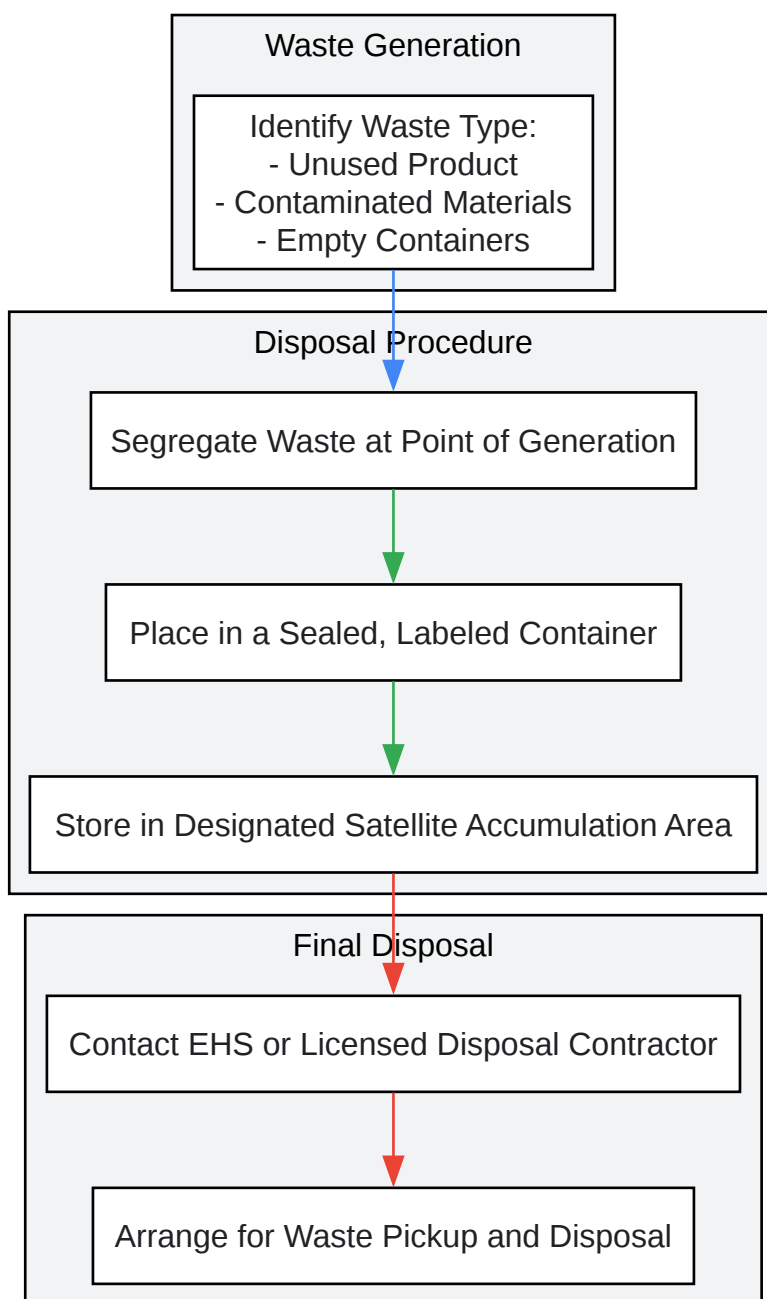 Waste Generation
Identify Waste Type:
- Unused Product
- Contaminated Materials
- Empty Containers
Disposal Procedure
Segregate Waste at Point of Generation
Place in a Sealed, Labeled Container
Store in Designated Satellite Accumulation Area
Final Disposal
Contact EHS or Licensed Disposal Contractor
Arrange for Waste Pickup and Disposal